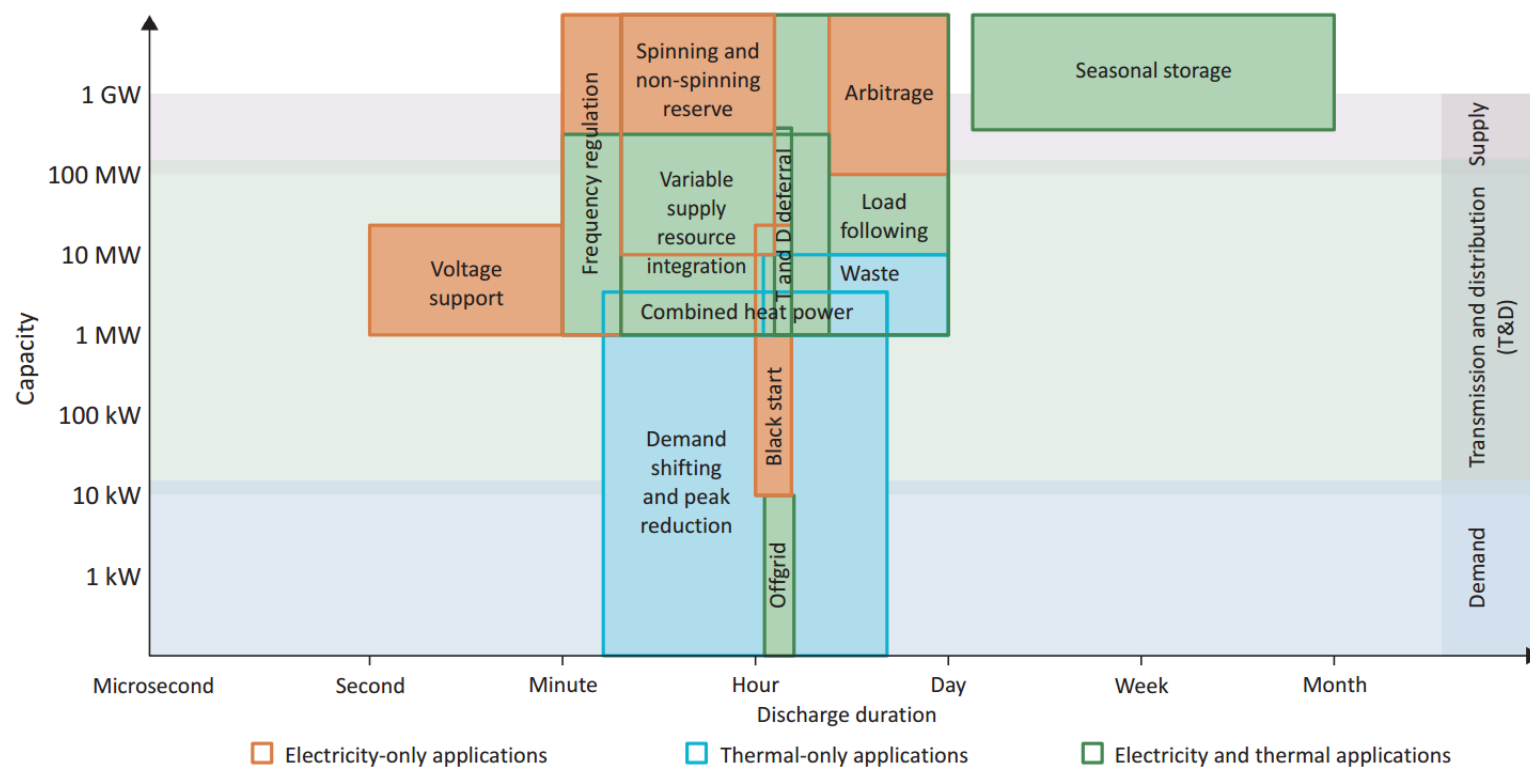 Spinning and
non-spinning
reserve
Frequency regulation
Arbitrage
Seasonal storage
1 GW
Supply
100 MW
Variable
supply
resource
integration
T and D deferral
Load
following
10 MW
Voltage
support
Waste
Combined heat power
1 MW
Transmission and distribution
(T&D)
Capacity
100 kW
Black start
Demand
shifting
and peak
reduction
10 kW
Offgrid
1 kW
Demand
Microsecond
Second
Minute
Hour
Day
Week
Month
Discharge duration
Electricity-only applications
Thermal-only applications
Electricity and thermal applications